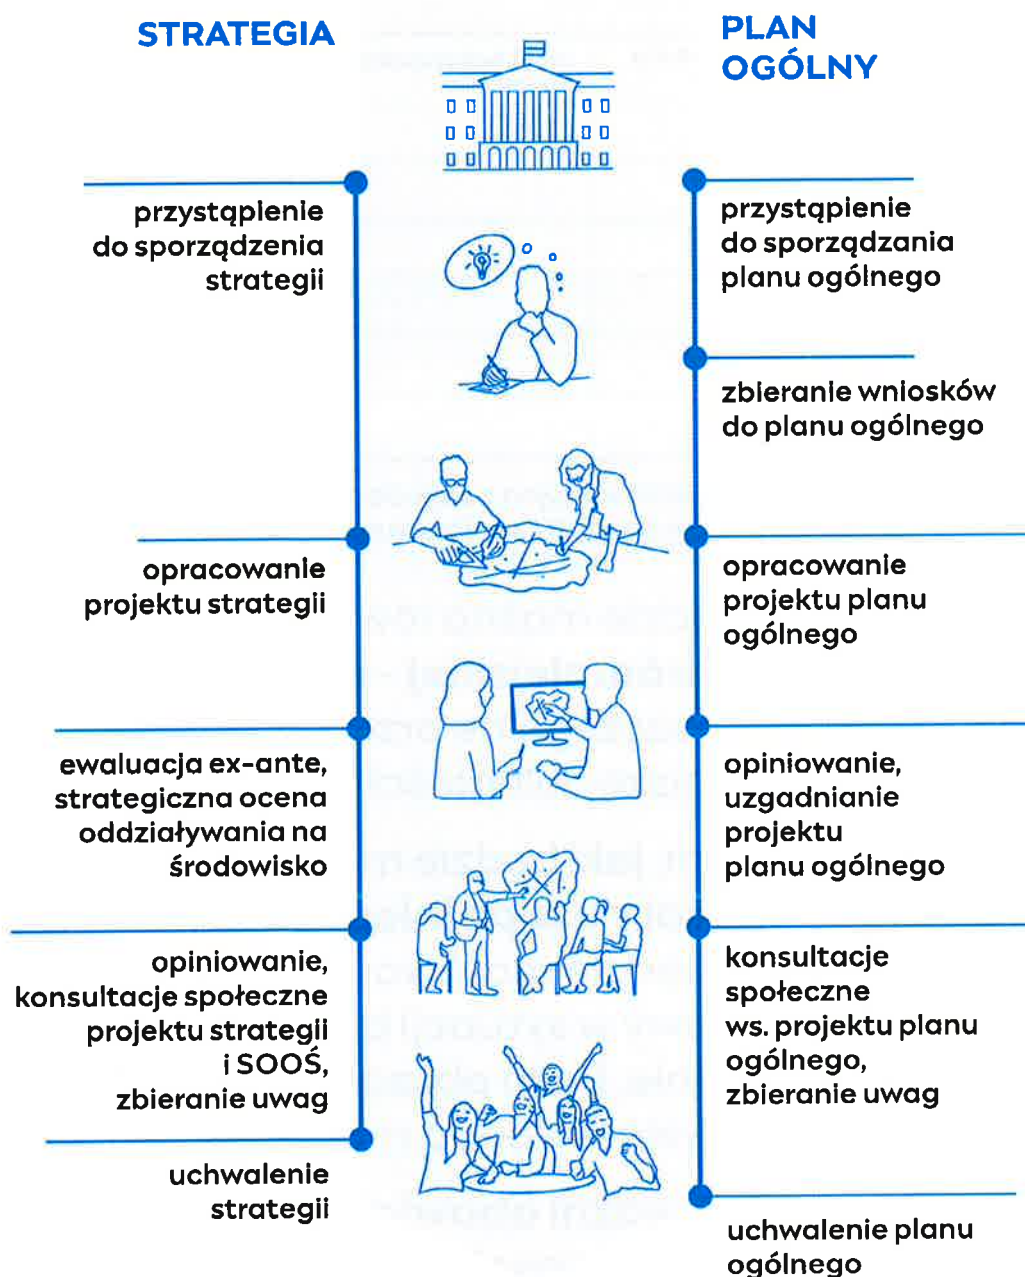 STRATEGIA
przystąpienie
do sporządzenia
strategii
opracowanie
projektu strategii
ewaluacja ex-ante,
strategiczna ocena
oddziaływania na
środowisko
opiniowanie,
konsultacje społeczne
projektu strategii
i SOOŚ,
zbieranie uwag
uchwalenie
strategii
PLAN
OGÓLNY
przystąpienie
do sporządzania
planu ogólnego
zbieranie wniosków
do planu ogólnego
opracowanie
projektu planu
ogólnego
opiniowanie,
uzgadnianie
projektu
planu ogólnego
konsultacje
społeczne
ws. projektu planu
ogólnego,
zbieranie uwag
uchwalenie planu
ogólnego